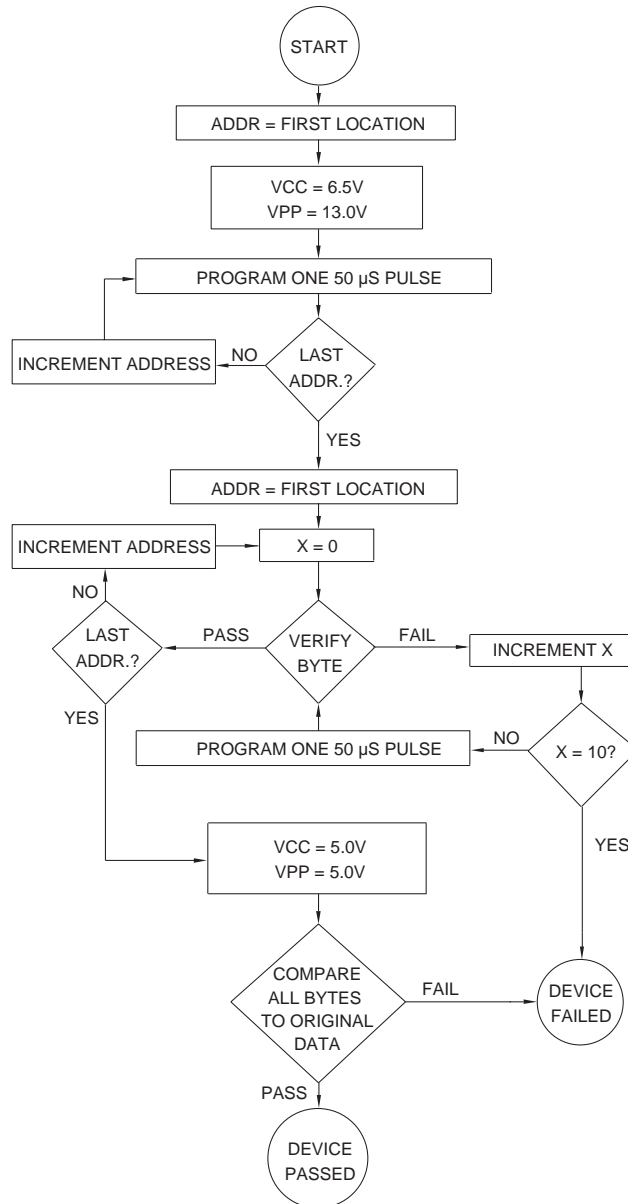 START
ADDR = FIRST LOCATION
VCC = 6.5V
VPP = 13.0V
PROGRAM ONE 50 µS PULSE
INCREMENT ADDRESS
NO
LAST
ADDR.?
YES
ADDR = FIRST LOCATION
INCREMENT ADDRESS
X = 0
NO
LAST
ADDR.?
PASS
VERIFY
BYTE
FAIL
INCREMENT X
YES
PROGRAM ONE 50 µS PULSE
NO
X = 10?
YES
VCC = 5.0V
VPP = 5.0V
COMPARE
ALL BYTES
TO ORIGINAL
DATA
FAIL
DEVICE
FAILED
PASS
DEVICE
PASSED